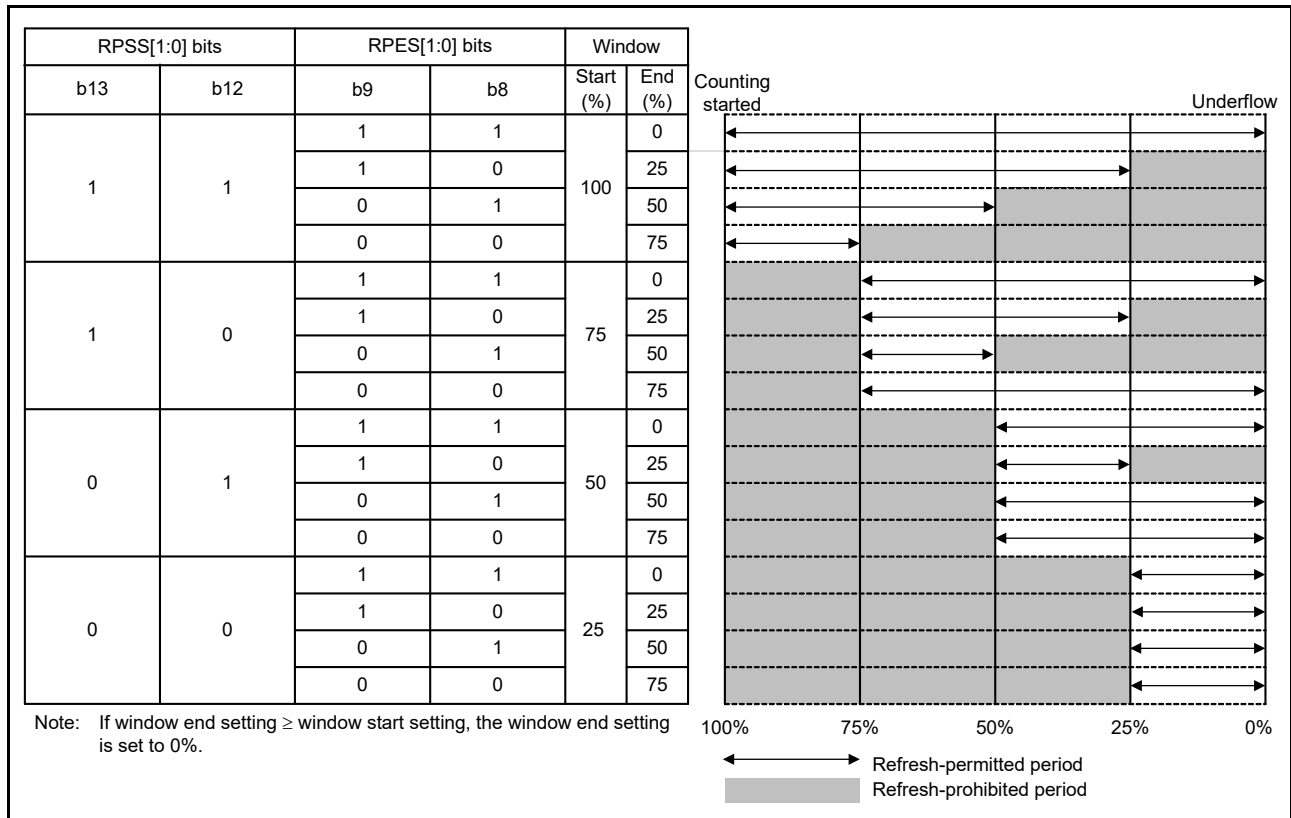 RPSS[1:0] bits RPES[1:0] bits Window
b13 b12 b9 b8 Start (%) End (%)
Counting started Underflow
1 1 1 1 100 0
1 0 25
0 1 50
0 0 75
1 0 1 1 75 0
1 0 25
0 1 50
0 0 75
0 1 1 1 50 0
1 0 25
0 1 50
0 0 75
0 0 1 1 25 0
1 0 25
0 1 50
0 0 75
Note: If window end setting ≥ window start setting, the window end setting
is set to 0%.
100% 75% 50% 25% 0%
Refresh-permitted period
Refresh-prohibited period